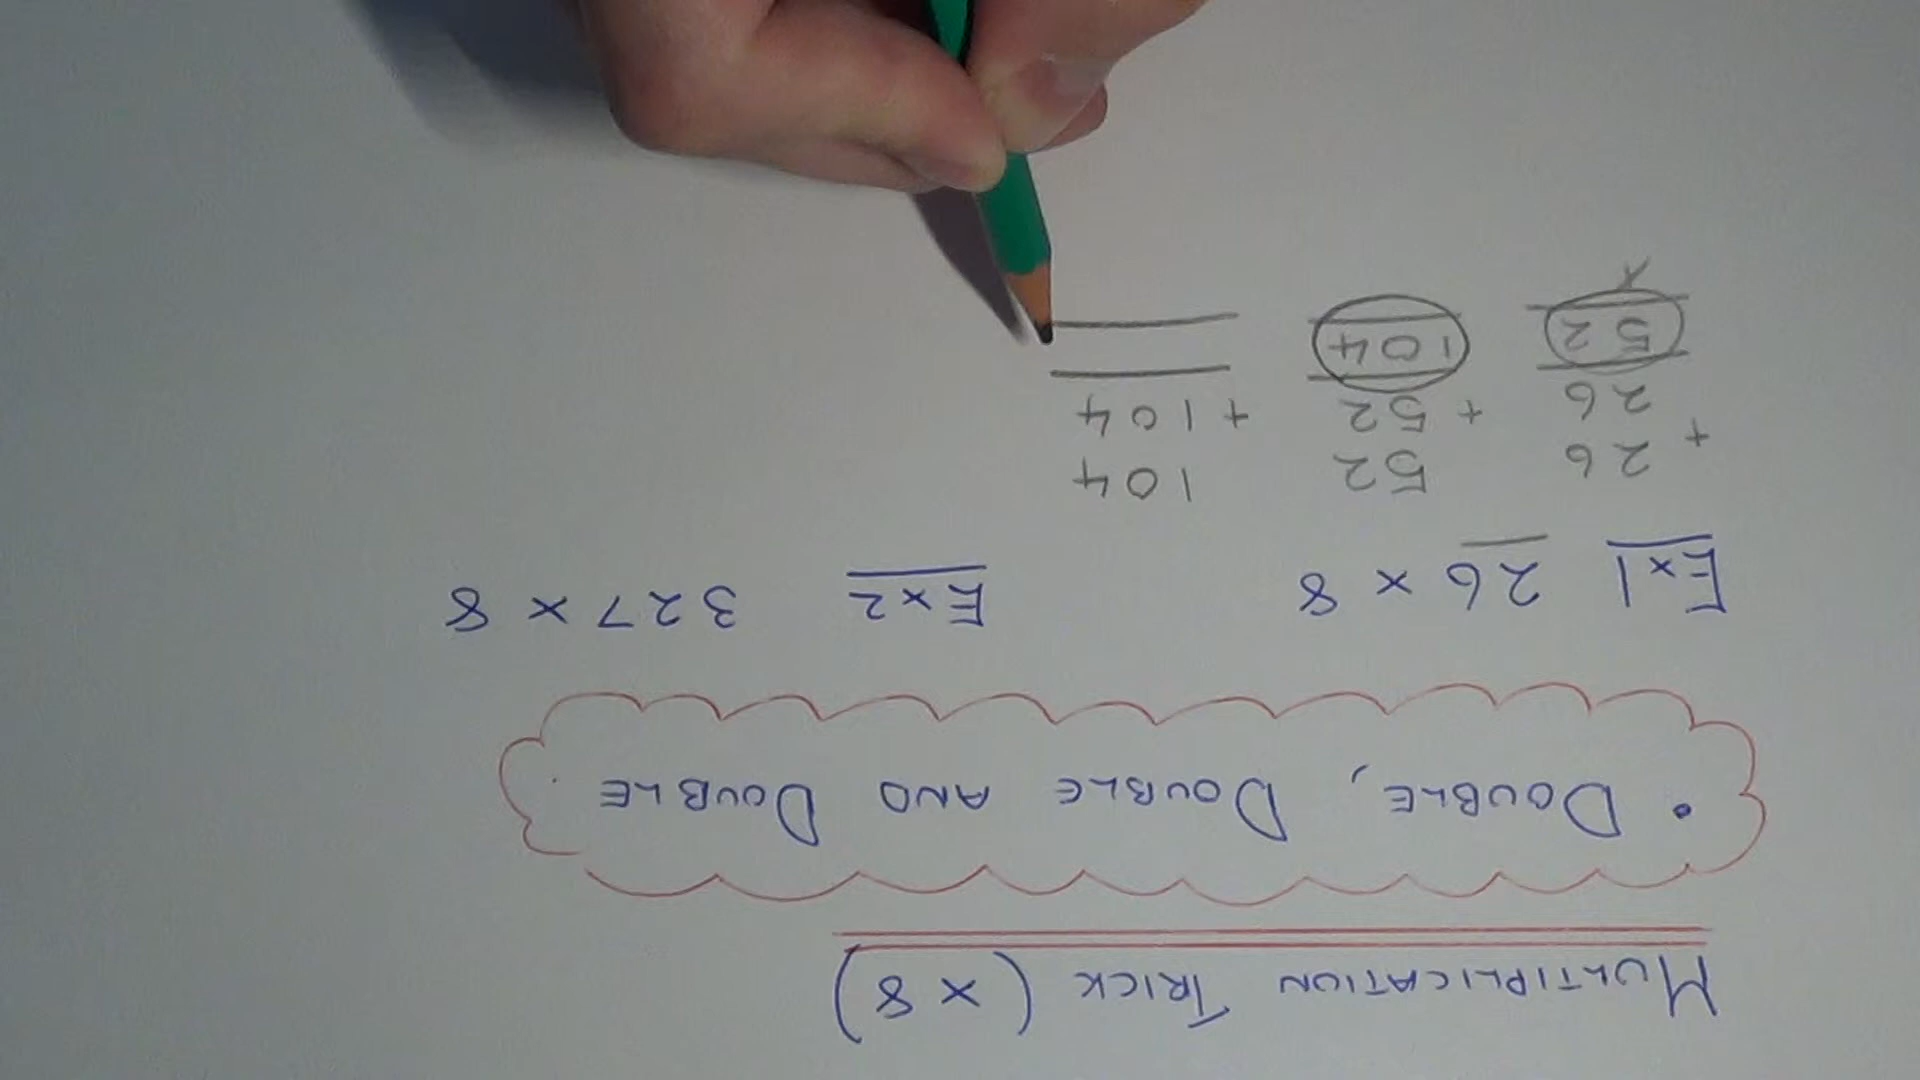 MULTIPLICATION TRICK (× 8)
• DOUBLE, DOUBLE AND DOUBLE.
Ex1 26 × 8 Ex2 327 × 8
26 52 104
+ 26 + 52 + 104
52 104